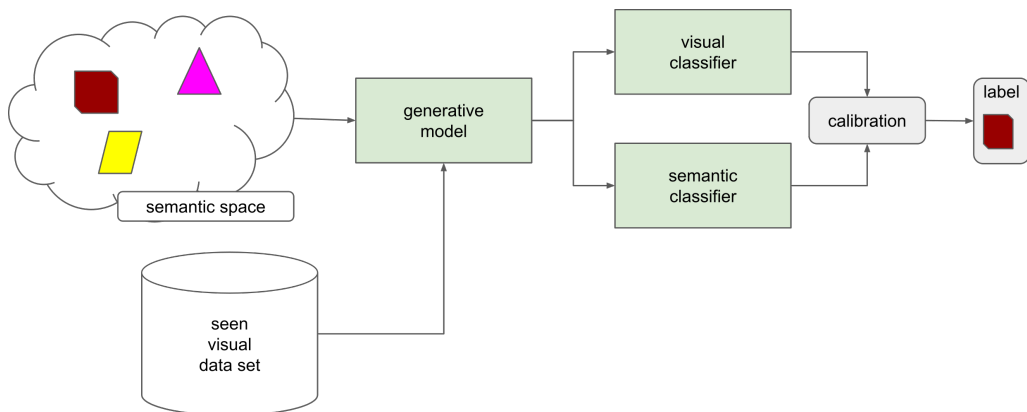 semantic space
seen
visual
data set
generative
model
visual
classifier
semantic
classifier
calibration
label